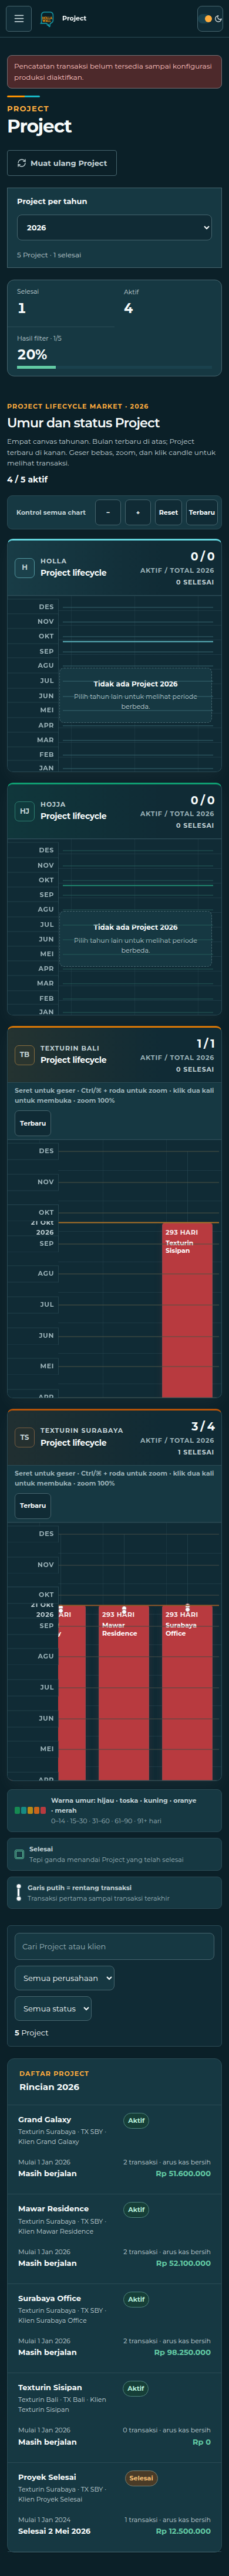 Project
Pencatatan transaksi belum tersedia sampai konfigurasi
produksi diaktifkan.
PROJECT
Project
Muat ulang Project
Project per tahun
2026
5 Project · 1 selesai
Selesai
1
Aktif
4
Hasil filter · 1/5
20%
PROJECT LIFECYCLE MARKET · 2026
Umur dan status Project
Empat canvas tahunan. Bulan terbaru di atas; Project
terbaru di kanan. Geser bebas, zoom, dan klik card untuk
melihat transaksi.
4 / 5 aktif
Kontrol semua chart
−
+
Reset
Terbaru
H
HOLLA
Project lifecycle
0/0
AKTIF / TOTAL 2026
0 SELESAI
DES
NOV
OKT
SEP
AGU
JUL
JUN
MEI
APR
MAR
FEB
JAN
Tidak ada Project 2026
Pilih tahun lain untuk melihat periode
berbeda.
HJ
HOJJA
Project lifecycle
0/0
AKTIF / TOTAL 2026
0 SELESAI
DES
NOV
OKT
SEP
AGU
JUL
JUN
MEI
APR
MAR
FEB
JAN
Tidak ada Project 2026
Pilih tahun lain untuk melihat periode
berbeda.
TB
TEXTURIN BALI
Project lifecycle
1/1
AKTIF / TOTAL 2026
0 SELESAI
Seret untuk geser · Ctrl/⌘ + roda untuk zoom · klik dua kali
untuk membuka · zoom 100%
Terbaru
DES
NOV
OKT
21 Okt
2026
SEP
AGU
JUL
JUN
MEI
APR
293 HARI
Texturin
Sisipan
TS
TEXTURIN SURABAYA
Project lifecycle
3/4
AKTIF / TOTAL 2026
1 SELESAI
Seret untuk geser · Ctrl/⌘ + roda untuk zoom · klik dua kali
untuk membuka · zoom 100%
Terbaru
DES
NOV
OKT
21 Okt
2026
SEP
AGU
JUL
JUN
MEI
APR
ARI
y
293 HARI
Mawar
Residence
293 HARI
Surabaya
Office
Warna umur: hijau · toska · kuning · oranye
· merah
0–14 · 15–30 · 31–60 · 61–90 · 91+ hari
Selesai
Tepi ganda menandai Project yang telah selesai
Garis putih = rentang transaksi
Transaksi pertama sampai transaksi terakhir
Cari Project atau klien
Semua perusahaan
Semua status
5 Project
DAFTAR PROJECT
Rincian 2026
Grand Galaxy
Aktif
Texturin Surabaya · TX SBY ·
Klien Grand Galaxy
Mulai 1 Jan 2026
Masih berjalan
2 transaksi · arus kas bersih
Rp 51.600.000
Mawar Residence
Aktif
Texturin Surabaya · TX SBY ·
Klien Mawar Residence
Mulai 1 Jan 2026
Masih berjalan
2 transaksi · arus kas bersih
Rp 52.100.000
Surabaya Office
Aktif
Texturin Surabaya · TX SBY ·
Klien Surabaya Office
Mulai 1 Jan 2026
Masih berjalan
2 transaksi · arus kas bersih
Rp 98.250.000
Texturin Sisipan
Aktif
Texturin Bali · TX Bali · Klien
Texturin Sisipan
Mulai 1 Jan 2026
Masih berjalan
0 transaksi · arus kas bersih
Rp 0
Proyek Selesai
Selesai
Texturin Surabaya · TX SBY ·
Klien Proyek Selesai
Mulai 1 Jan 2024
Selesai 2 Mei 2026
1 transaksi · arus kas bersih
Rp 12.500.000